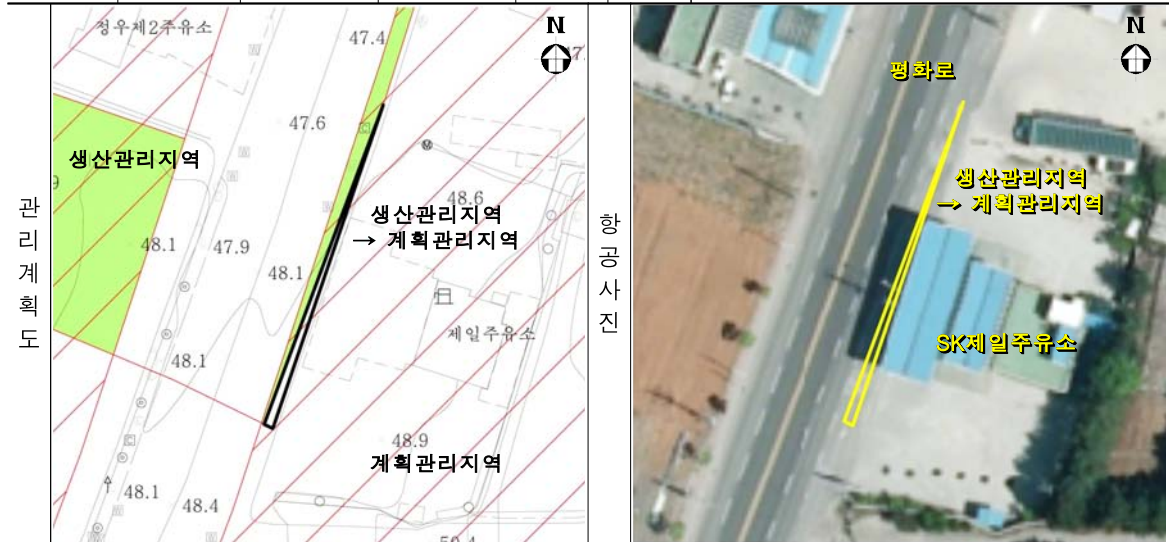 관리계획도
정우제2주유소
N
47.4
47.6
생산관리지역
48.6
생산관리지역
→ 계획관리지역
48.1
47.9
48.1
제일주유소
48.1
48.9
계획관리지역
48.1
48.4
항공사진
N
평화로
생산관리지역
→ 계획관리지역
SK제일주유소